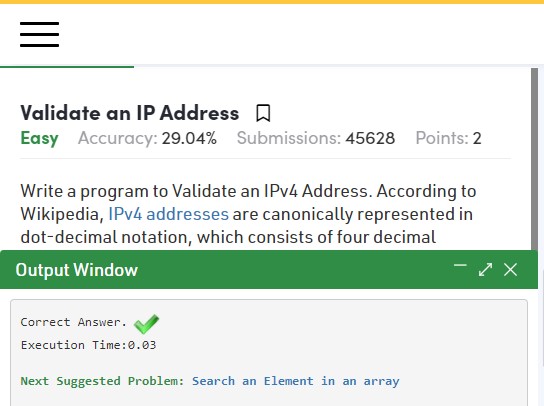 Validate an IP Address
Easy Accuracy: 29.04% Submissions: 45628 Points: 2
Write a program to Validate an IPv4 Address. According to
Wikipedia, IPv4 addresses are canonically represented in
dot-decimal notation, which consists of four decimal
Output Window
Correct Answer.
Execution Time:0.03
Next Suggested Problem: Search an Element in an array